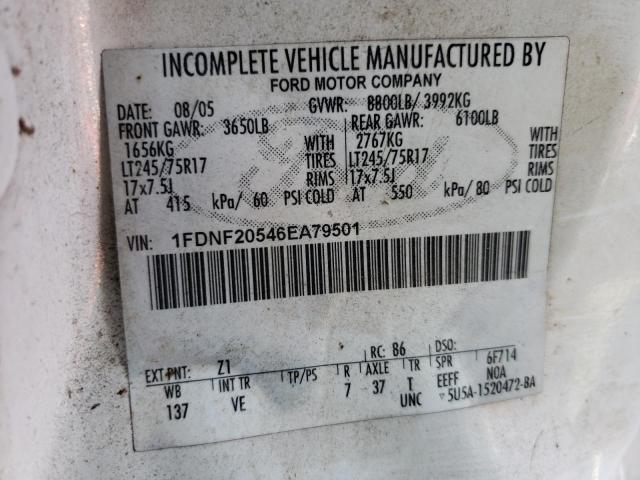 INCOMPLETE VEHICLE MANUFACTURED BY
FORD MOTOR COMPANY
DATE: 08/05 GVWR: 8800LB/ 3992KG
FRONT GAWR: 3650LB REAR GAWR: 6100LB
1656KG WITH 2767KG WITH
LT245/75R17 TIRES LT245/75R17 TIRES
17x7.5J RIMS 17x7.5J RIMS
AT 415 kPa/ 60 PSI COLD AT 550 kPa/ 80 PSI COLD
VIN: 1FDNF20546EA79501
EXT PNT: Z1 RC: 86 DSO:
WB INT TR TP/PS R AXLE TR SPR 6F714
137 VE 7 37 T EEFF N0A
UNC 5U5A-1520472-BA